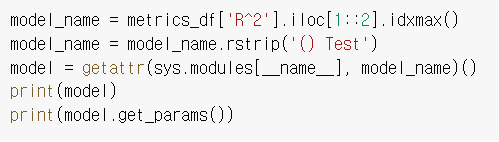 model_name = metrics_df['R^2'].iloc[1::2].idxmax()
model_name = model_name.rstrip('() Test')
model = getattr(sys.modules[__name__], model_name)()
print(model)
print(model.get_params())